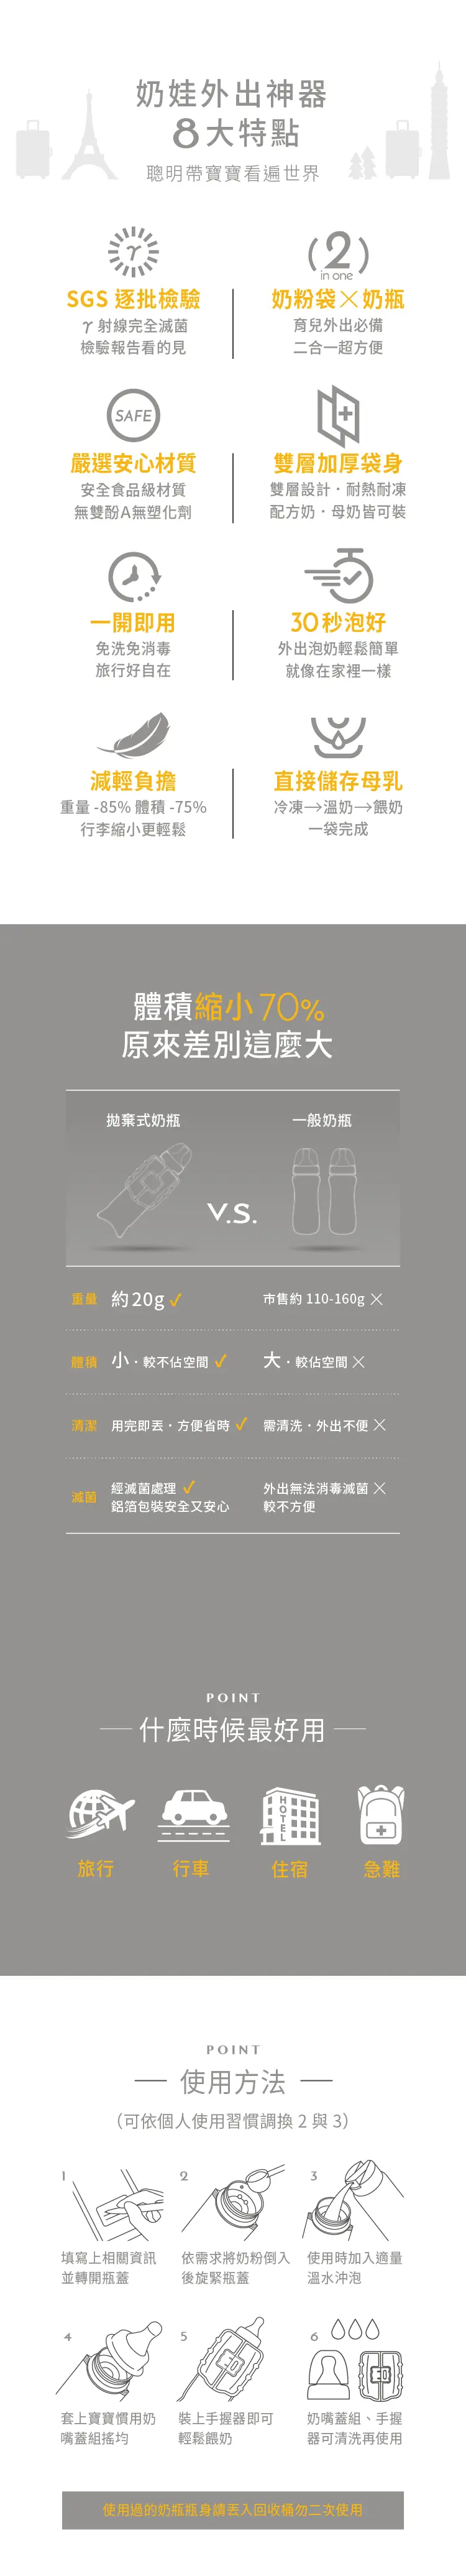 奶娃外出神器
8大特點
聰明帶寶寶看遍世界
γ
SGS 逐批檢驗
γ 射線完全滅菌
檢驗報告看的見
(2)
in one
奶粉袋×奶瓶
育兒外出必備
二合一超方便
SAFE
嚴選安心材質
安全食品級材質
無雙酚A無塑化劑
雙層加厚袋身
雙層設計・耐熱耐凍
配方奶・母奶皆可裝
一開即用
免洗免消毒
旅行好自在
30秒泡好
外出泡奶輕鬆簡單
就像在家裡一樣
減輕負擔
重量 -85% 體積 -75%
行李縮小更輕鬆
直接儲存母乳
冷凍→溫奶→餵奶
一袋完成
體積縮小70%
原來差別這麼大
拋棄式奶瓶
一般奶瓶
V.S.
重量 約20g ✓ 市售約 110-160g ×
體積 小・較不佔空間 ✓ 大・較佔空間 ×
清潔 用完即丟・方便省時 ✓ 需清洗・外出不便 ×
滅菌 經滅菌處理 ✓ 外出無法消毒滅菌 ×
鋁箔包裝安全又安心 較不方便
POINT
什麼時候最好用
HOTEL
旅行 行車 住宿 急難
POINT
使用方法
（可依個人使用習慣調換 2 與 3）
1
填寫上相關資訊
並轉開瓶蓋
2
依需求將奶粉倒入
後旋緊瓶蓋
3
使用時加入適量
溫水沖泡
4
套上寶寶慣用奶
嘴蓋組搖均
5
裝上手握器即可
輕鬆餵奶
6
奶嘴蓋組、手握
器可清洗再使用
使用過的奶瓶瓶身請丟入回收桶勿二次使用